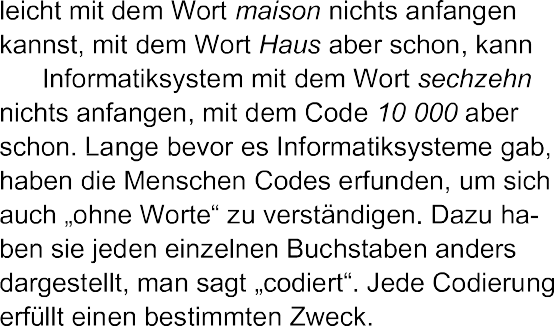 leicht mit dem Wort maison nichts anfangen
kannst, mit dem Wort Haus aber schon, kann
Informatiksystem mit dem Wort sechzehn
nichts anfangen, mit dem Code 10 000 aber
schon. Lange bevor es Informatiksysteme gab,
haben die Menschen Codes erfunden, um sich
auch „ohne Worte“ zu verständigen. Dazu ha-
ben sie jeden einzelnen Buchstaben anders
dargestellt, man sagt „codiert“. Jede Codierung
erfüllt einen bestimmten Zweck.